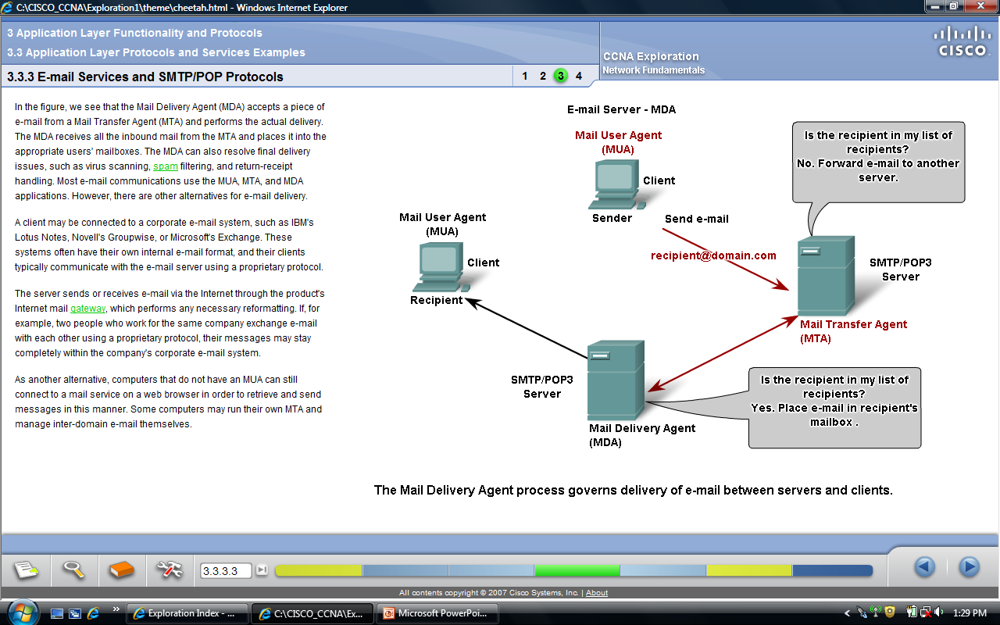 C:\CISCO_CCNA\Exploration1\theme\cheetah.html - Windows Internet Explorer
3 Application Layer Functionality and Protocols
3.3 Application Layer Protocols and Services Examples
CCNA Exploration
Network Fundamentals
CISCO
3.3.3 E-mail Services and SMTP/POP Protocols
1 2 3 4
In the figure, we see that the Mail Delivery Agent (MDA) accepts a piece of
e-mail from a Mail Transfer Agent (MTA) and performs the actual delivery.
The MDA receives all the inbound mail from the MTA and places it into the
appropriate users' mailboxes. The MDA can also resolve final delivery
issues, such as virus scanning, spam filtering, and return-receipt
handling. Most e-mail communications use the MUA, MTA, and MDA
applications. However, there are other alternatives for e-mail delivery.
A client may be connected to a corporate e-mail system, such as IBM's
Lotus Notes, Novell's Groupwise, or Microsoft's Exchange. These
systems often have their own internal e-mail format, and their clients
typically communicate with the e-mail server using a proprietary protocol.
The server sends or receives e-mail via the Internet through the product's
Internet mail gateway, which performs any necessary reformatting. If, for
example, two people who work for the same company exchange e-mail
with each other using a proprietary protocol, their messages may stay
completely within the company's corporate e-mail system.
As another alternative, computers that do not have an MUA can still
connect to a mail service on a web browser in order to retrieve and send
messages in this manner. Some computers may run their own MTA and
manage inter-domain e-mail themselves.
E-mail Server - MDA
Mail User Agent
(MUA)
Client
Sender
Send e-mail
recipient@domain.com
Is the recipient in my list of
recipients?
No. Forward e-mail to another
server.
SMTP/POP3
Server
Mail Transfer Agent
(MTA)
Mail User Agent
(MUA)
Client
Recipient
SMTP/POP3
Server
Mail Delivery Agent
(MDA)
Is the recipient in my list of
recipients?
Yes. Place e-mail in recipient's
mailbox .
The Mail Delivery Agent process governs delivery of e-mail between servers and clients.
3.3.3.3
All contents copyright © 2007 Cisco Systems, Inc. | About
Exploration Index - ...
C:\CISCO_CCNA\Ex...
Microsoft PowerPoi...
1:29 PM